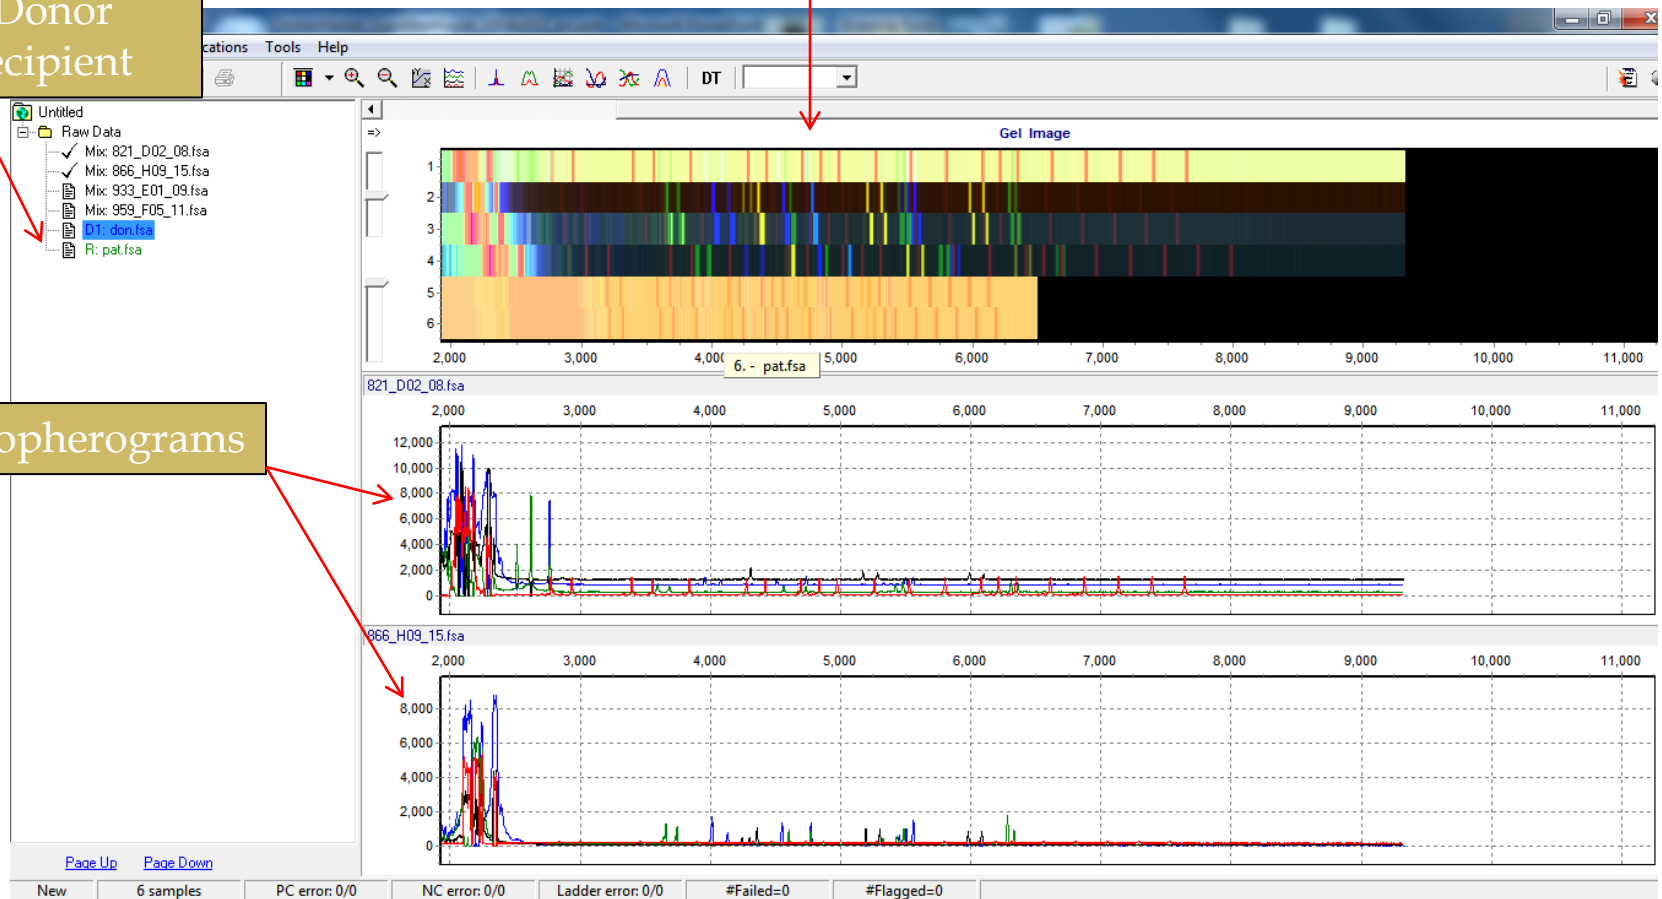 Donor
ecipient
cations Tools Help
DT
Untitled
Raw Data
Mix: 821_D02_08.fsa
Mix: 866_H09_15.fsa
Mix: 933_E01_09.fsa
Mix: 959_F05_11.fsa
D1: don.fsa
R: pat.fsa
=>
Gel Image
1
2
3
4
5
6
2,000 3,000 4,00 5,000 6,000 7,000 8,000 9,000 10,000 11,000
6. - pat.fsa
821_D02_08.fsa
2,000 3,000 4,000 5,000 6,000 7,000 8,000 9,000 10,000 11,000
12,000
10,000
8,000
6,000
4,000
2,000
0
opherograms
866_H09_15.fsa
2,000 3,000 4,000 5,000 6,000 7,000 8,000 9,000 10,000 11,000
8,000
6,000
4,000
2,000
0
Page Up Page Down
New 6 samples PC error: 0/0 NC error: 0/0 Ladder error: 0/0 #Failed=0 #Flagged=0